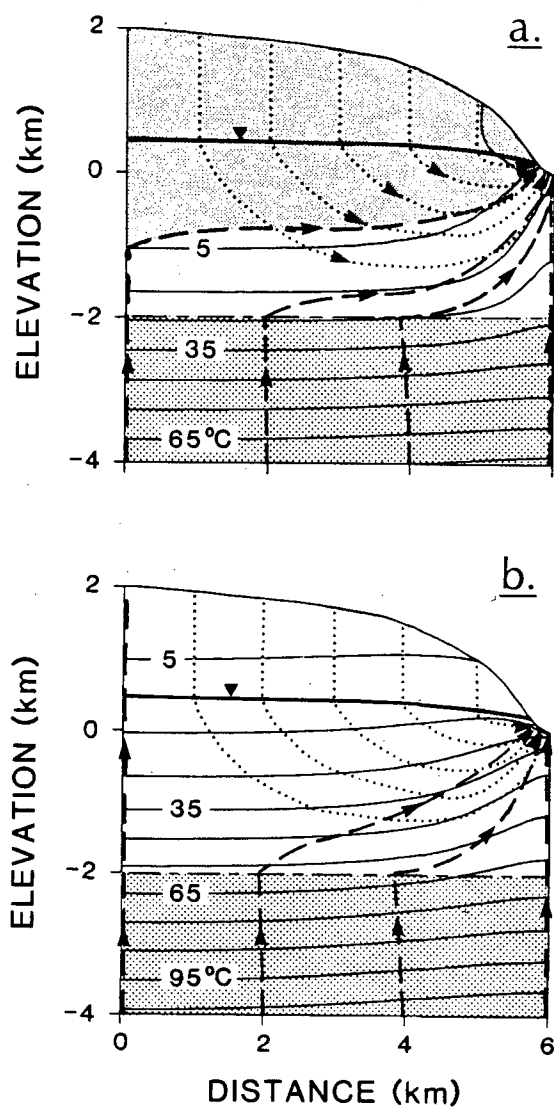 a.
2
0
-2
-4
ELEVATION (km)
5
35
65°C
b.
2
0
-2
-4
ELEVATION (km)
5
35
65
95°C
0 2 4 6
DISTANCE (km)